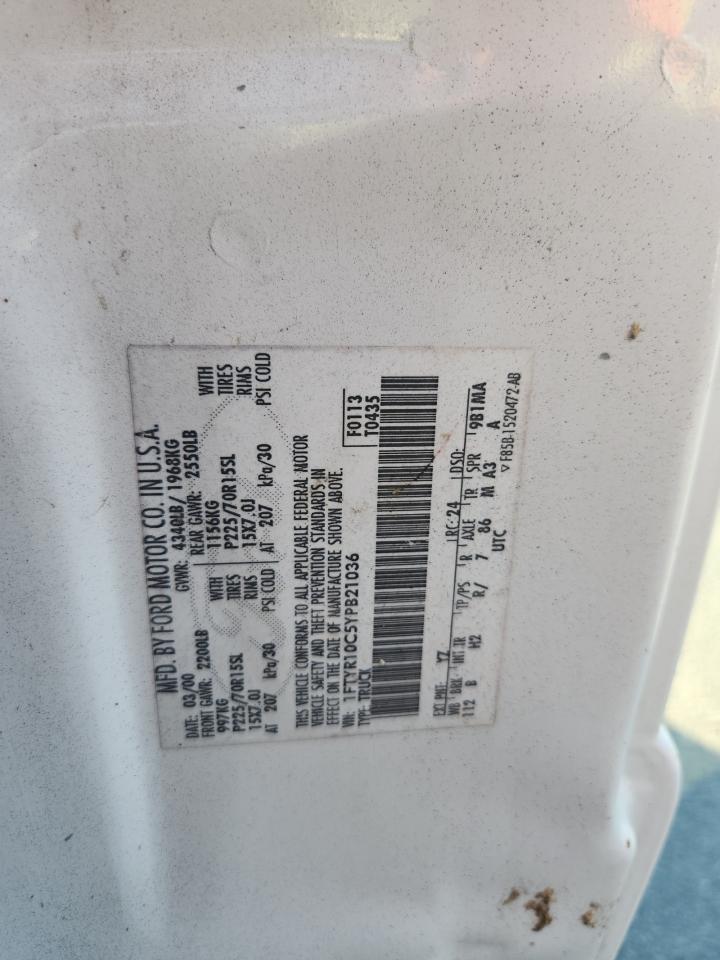 MFD. BY FORD MOTOR CO. IN U.S.A.
DATE: 03/00 GVWR: 4340LB/ 1968KG
FRONT GAWR: 2200LB REAR GAWR: 2550LB
997KG WITH 1156KG WITH
P225/70R15SL TIRES P225/70R15SL TIRES
15X7.0J RIMS 15X7.0J RIMS
AT 207 kPa/30 PSI COLD AT 207 kPa/30 PSI COLD
THIS VEHICLE CONFORMS TO ALL APPLICABLE FEDERAL MOTOR
VEHICLE SAFETY AND THEFT PREVENTION STANDARDS IN
EFFECT ON THE DATE OF MANUFACTURE SHOWN ABOVE.
VIN: 1FTYR10C5YPB21036 F0113
TYPE: TRUCK T0435
EXT PNT: YZ RC: 24 DSO:
WB BRK INT TR TP/PS R AXLE TR SPR
112 B H2 R/ 7 86 M A3 9B1MA
UTC A
▽ F85B-1520472-AB